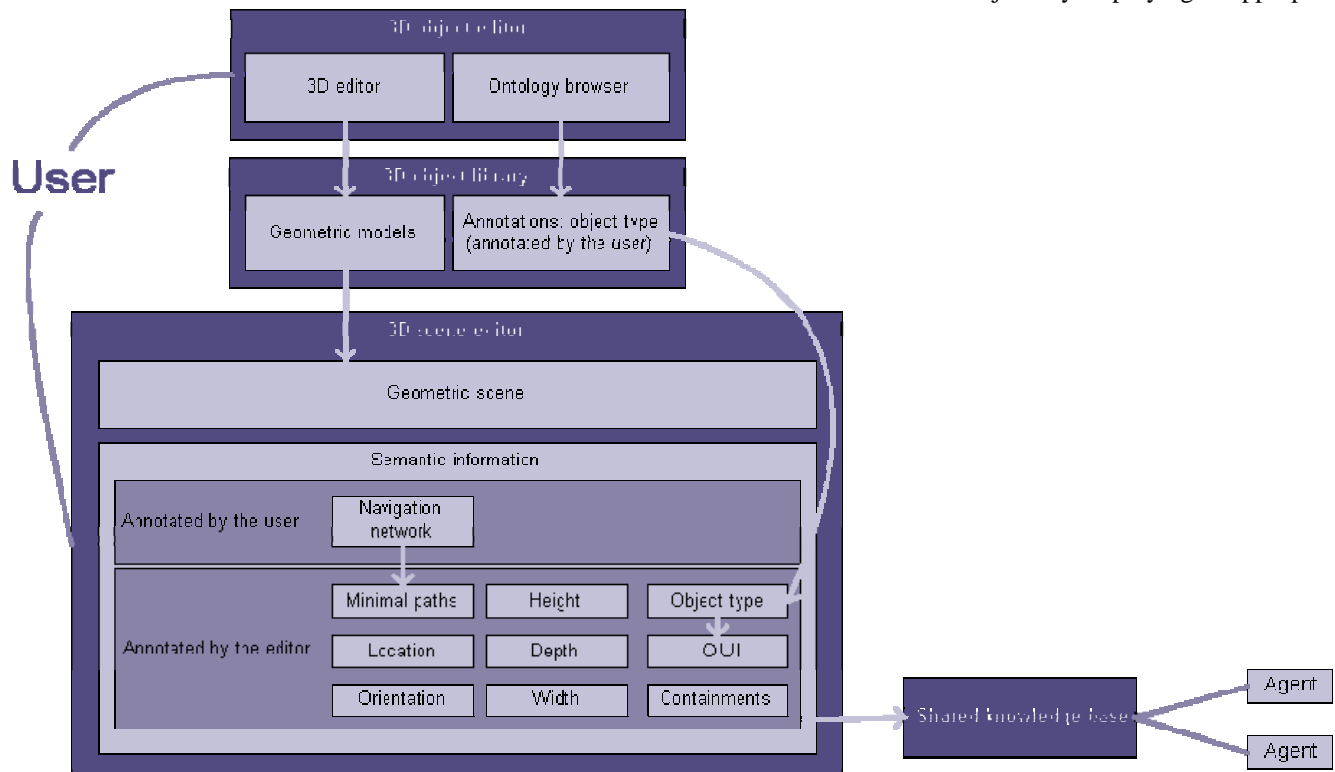 3D object editor
3D editor
Ontology browser
User
3D object library
Geometric models
Annotations: object type
(annotated by the user)
3D scene editor
Geometric scene
Semantic information
Annotated by the user
Navigation
network
Annotated by the editor
Minimal paths
Height
Object type
Location
Depth
OUI
Orientation
Width
Containments
Shared knowledge base
Agent
Agent